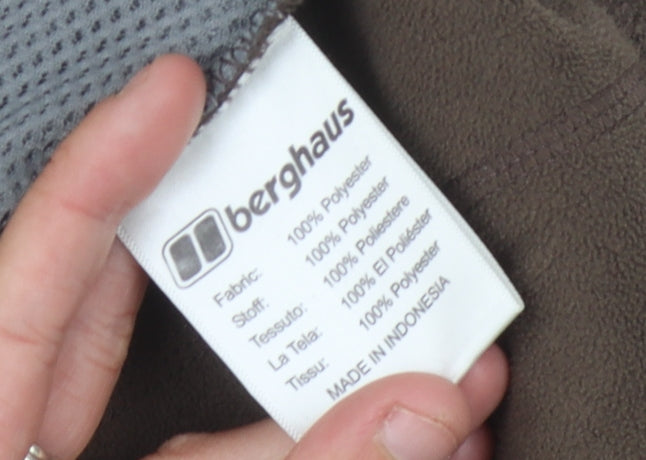 berghaus
Fabric: 100% Polyester
Stoff: 100% Polyester
Tessuto: 100% Poliestere
La Tela: 100% El Poliéster
Tissu: 100% Polyester
MADE IN INDONESIA